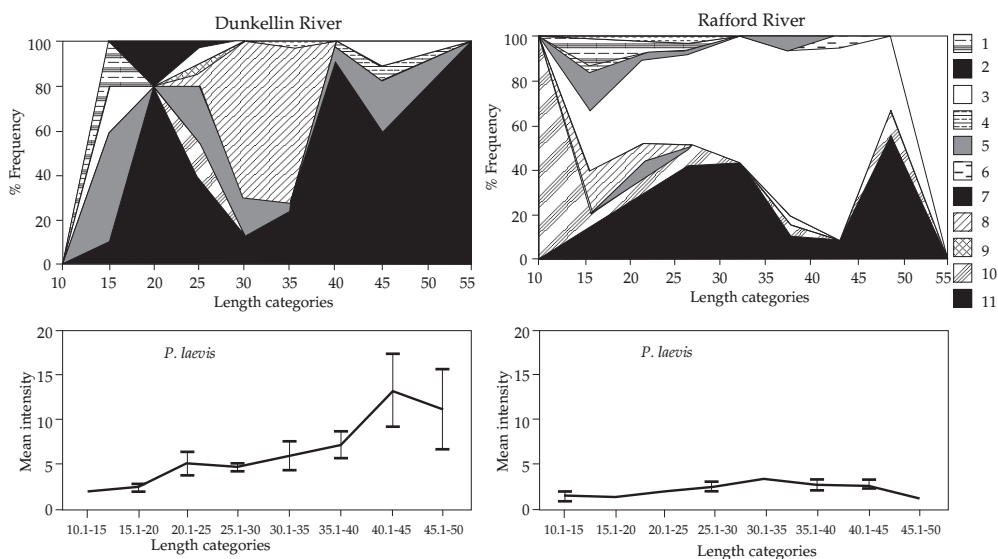 Dunkellin River
100
80
60
40
20
0
% Frequency
10 15 20 25 30 35 40 45 50 55
Length categories
Rafford River
100
80
60
40
20
0
% Frequency
10 15 20 25 30 35 40 45 50 55
Length categories
1
2
3
4
5
6
7
8
9
10
11
20
15
10
5
0
Mean intensity
P. laevis
10.1-15 15.1-20 20.1-25 25.1-30 30.1-35 35.1-40 40.1-45 45.1-50
Length categories
20
15
10
5
0
Mean intensity
P. laevis
10.1-15 15.1-20 20.1-25 25.1-30 30.1-35 35.1-40 40.1-45 45.1-50
Length categories